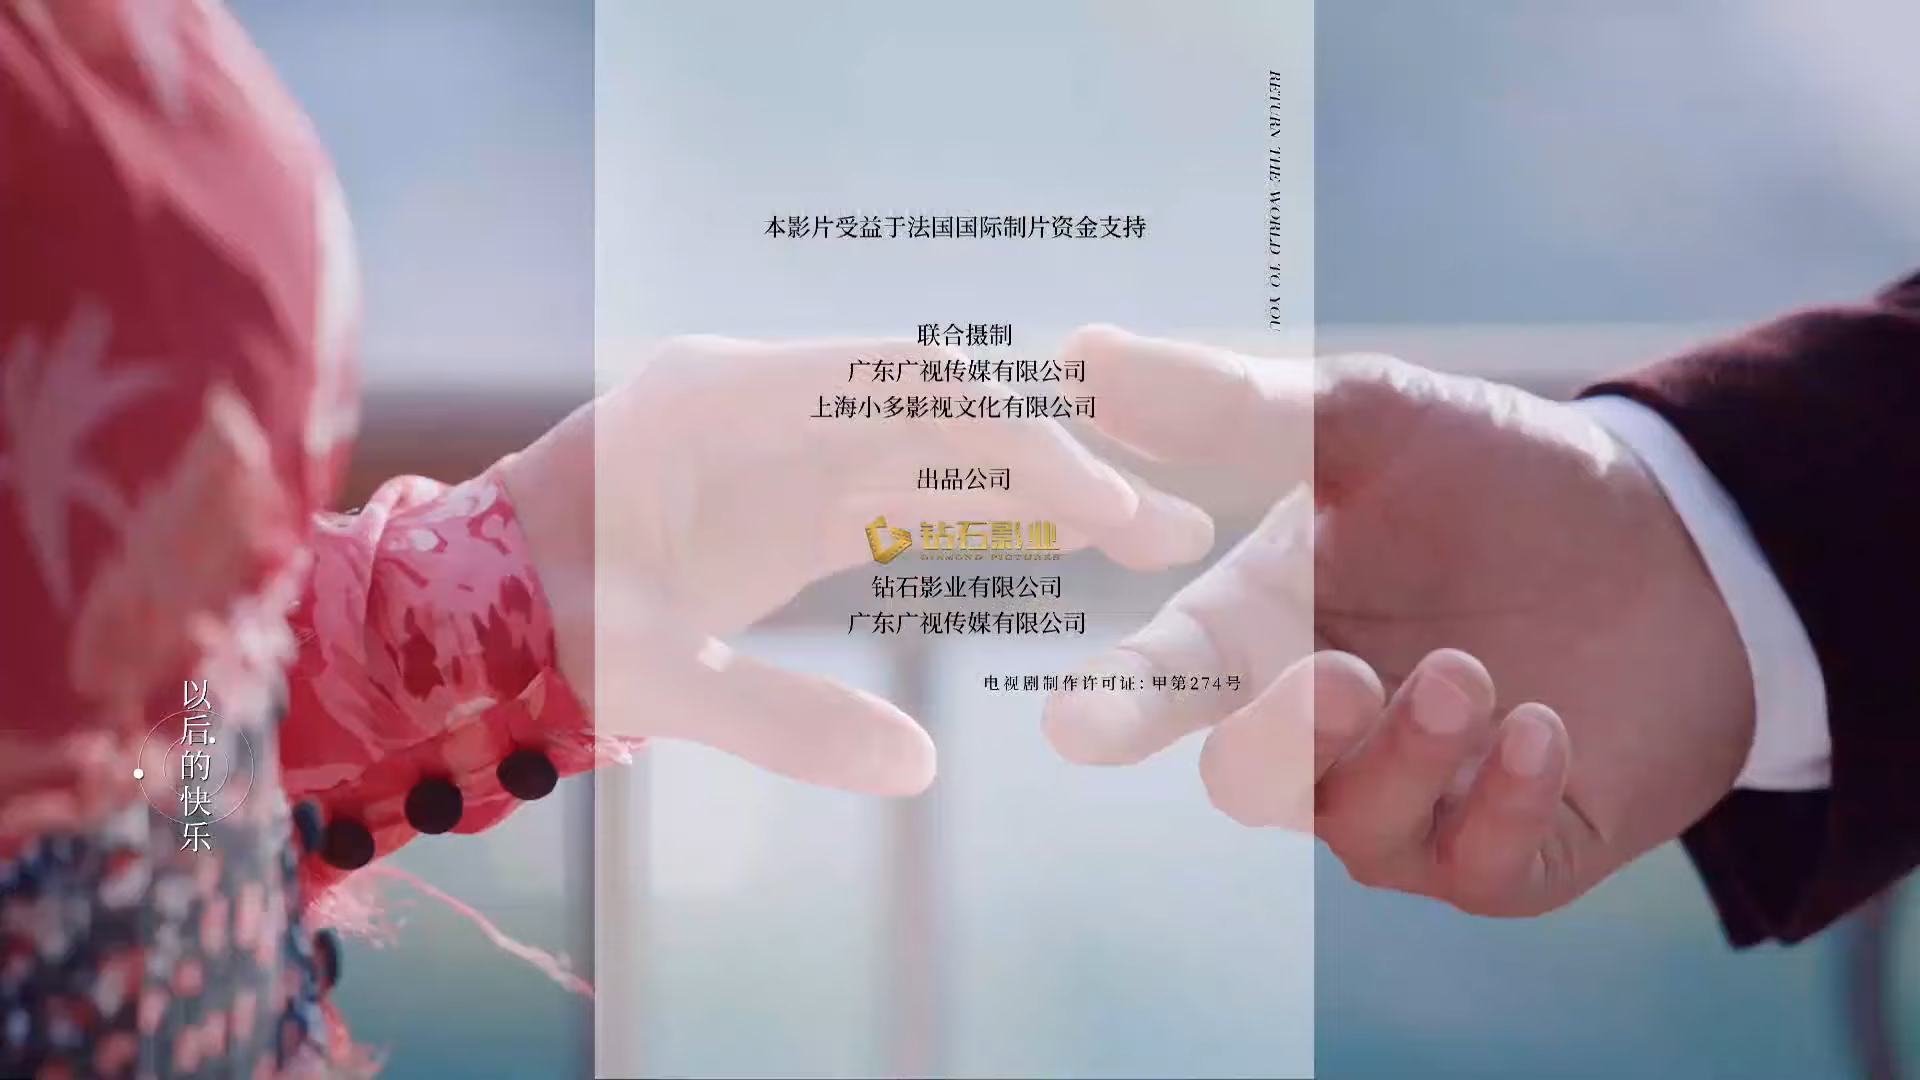 RETURN THE WORLD TO YOU
本影片受益于法国国际制片资金支持
联合摄制
广东广视传媒有限公司
上海小多影视文化有限公司
出品公司
钻石影业
DIAMOND PICTURES
钻石影业有限公司
广东广视传媒有限公司
电视剧制作许可证：甲第274号
以后的快乐